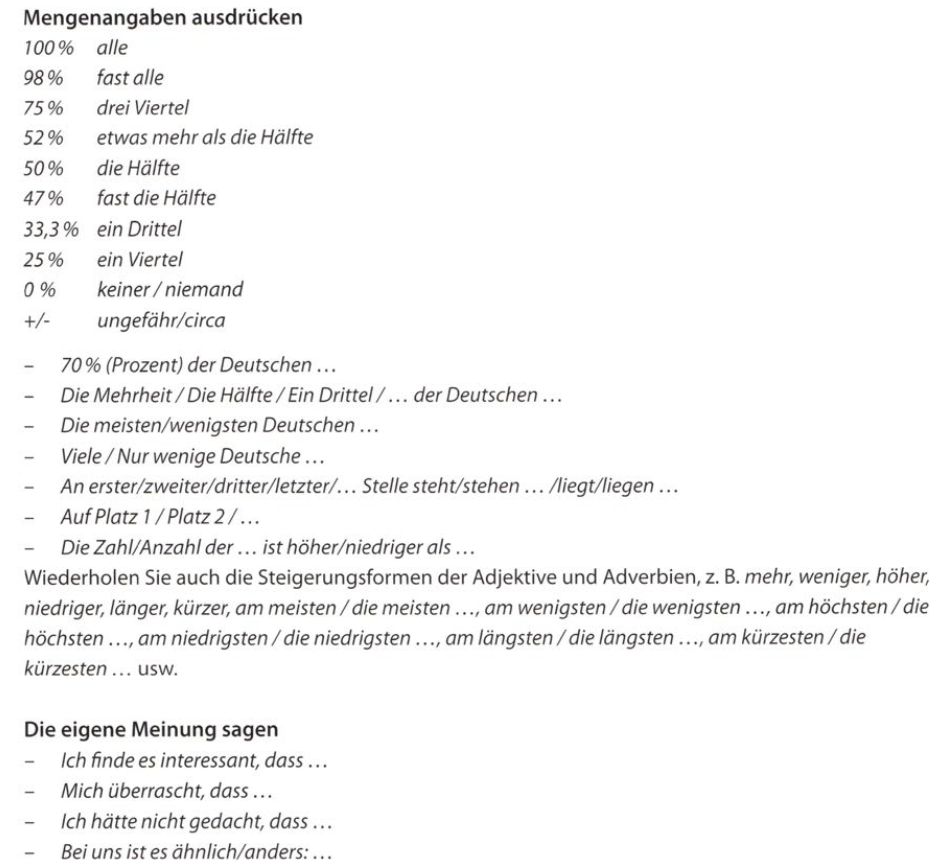 Mengenangaben ausdrücken
100 % alle
98 % fast alle
75 % drei Viertel
52 % etwas mehr als die Hälfte
50 % die Hälfte
47 % fast die Hälfte
33,3 % ein Drittel
25 % ein Viertel
0 % keiner / niemand
+/- ungefähr/circa
– 70 % (Prozent) der Deutschen …
– Die Mehrheit / Die Hälfte / Ein Drittel / … der Deutschen …
– Die meisten/wenigsten Deutschen …
– Viele / Nur wenige Deutsche …
– An erster/zweiter/dritter/letzter/… Stelle steht/stehen … /liegt/liegen …
– Auf Platz 1 / Platz 2 / …
– Die Zahl/Anzahl der … ist höher/niedriger als …
Wiederholen Sie auch die Steigerungsformen der Adjektive und Adverbien, z. B. mehr, weniger, höher,
niedriger, länger, kürzer, am meisten / die meisten …, am wenigsten / die wenigsten …, am höchsten / die
höchsten …, am niedrigsten / die niedrigsten …, am längsten / die längsten …, am kürzesten / die
kürzesten … usw.
Die eigene Meinung sagen
– Ich finde es interessant, dass …
– Mich überrascht, dass …
– Ich hätte nicht gedacht, dass …
– Bei uns ist es ähnlich/anders: …